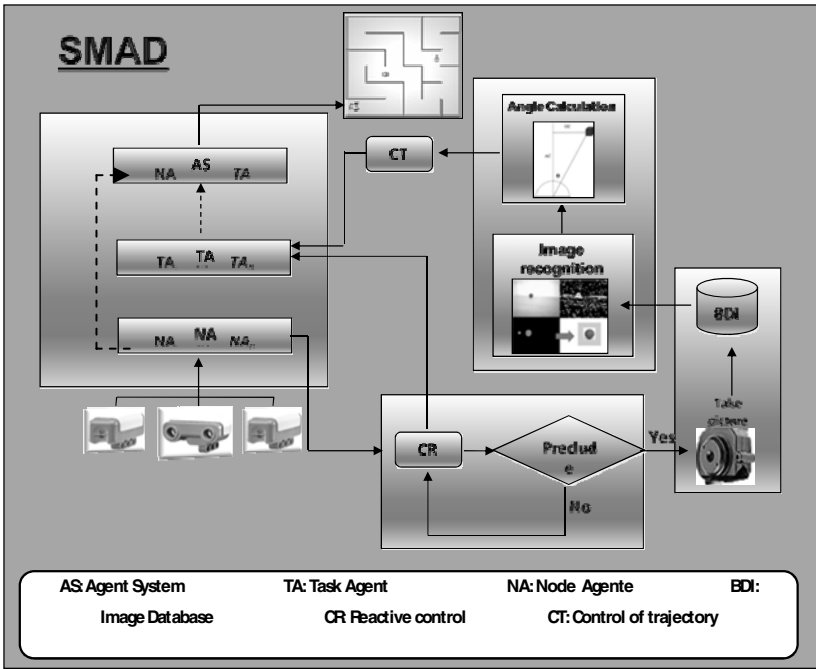 SMAD
Angle Calculation
CT
AS
NA TA
Image
recognition
TA
TA TAn
BDI
NA
NA NAn
Take
picture
CR
Preclud
e
Yes
No
AS: Agent System TA: Task Agent NA: Node Agente BDI:
Image Database CR Reactive control CT: Control of trajectory